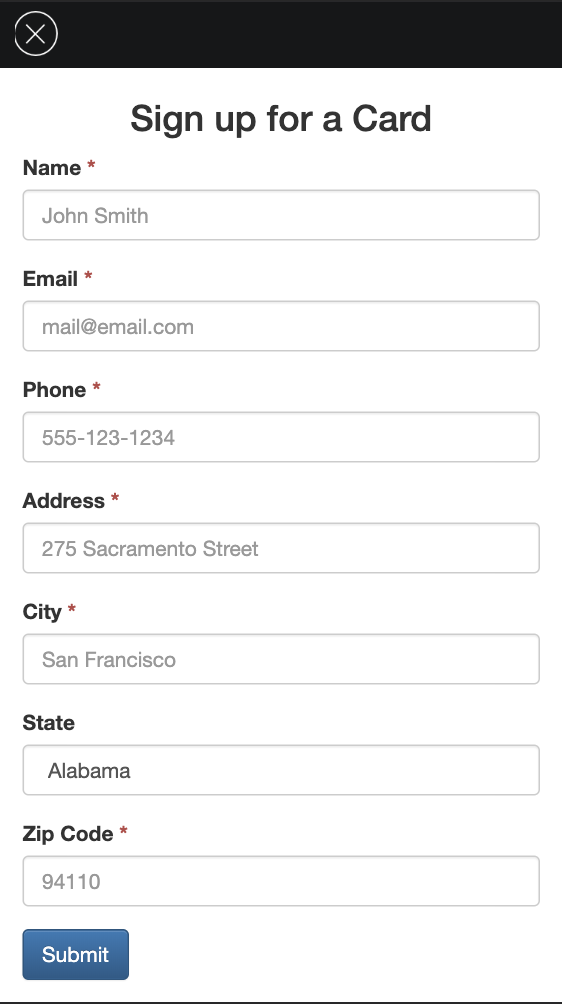 Sign up for a Card
Name *
John Smith
Email *
mail@email.com
Phone *
555-123-1234
Address *
275 Sacramento Street
City *
San Francisco
State
Alabama
Zip Code *
94110
Submit